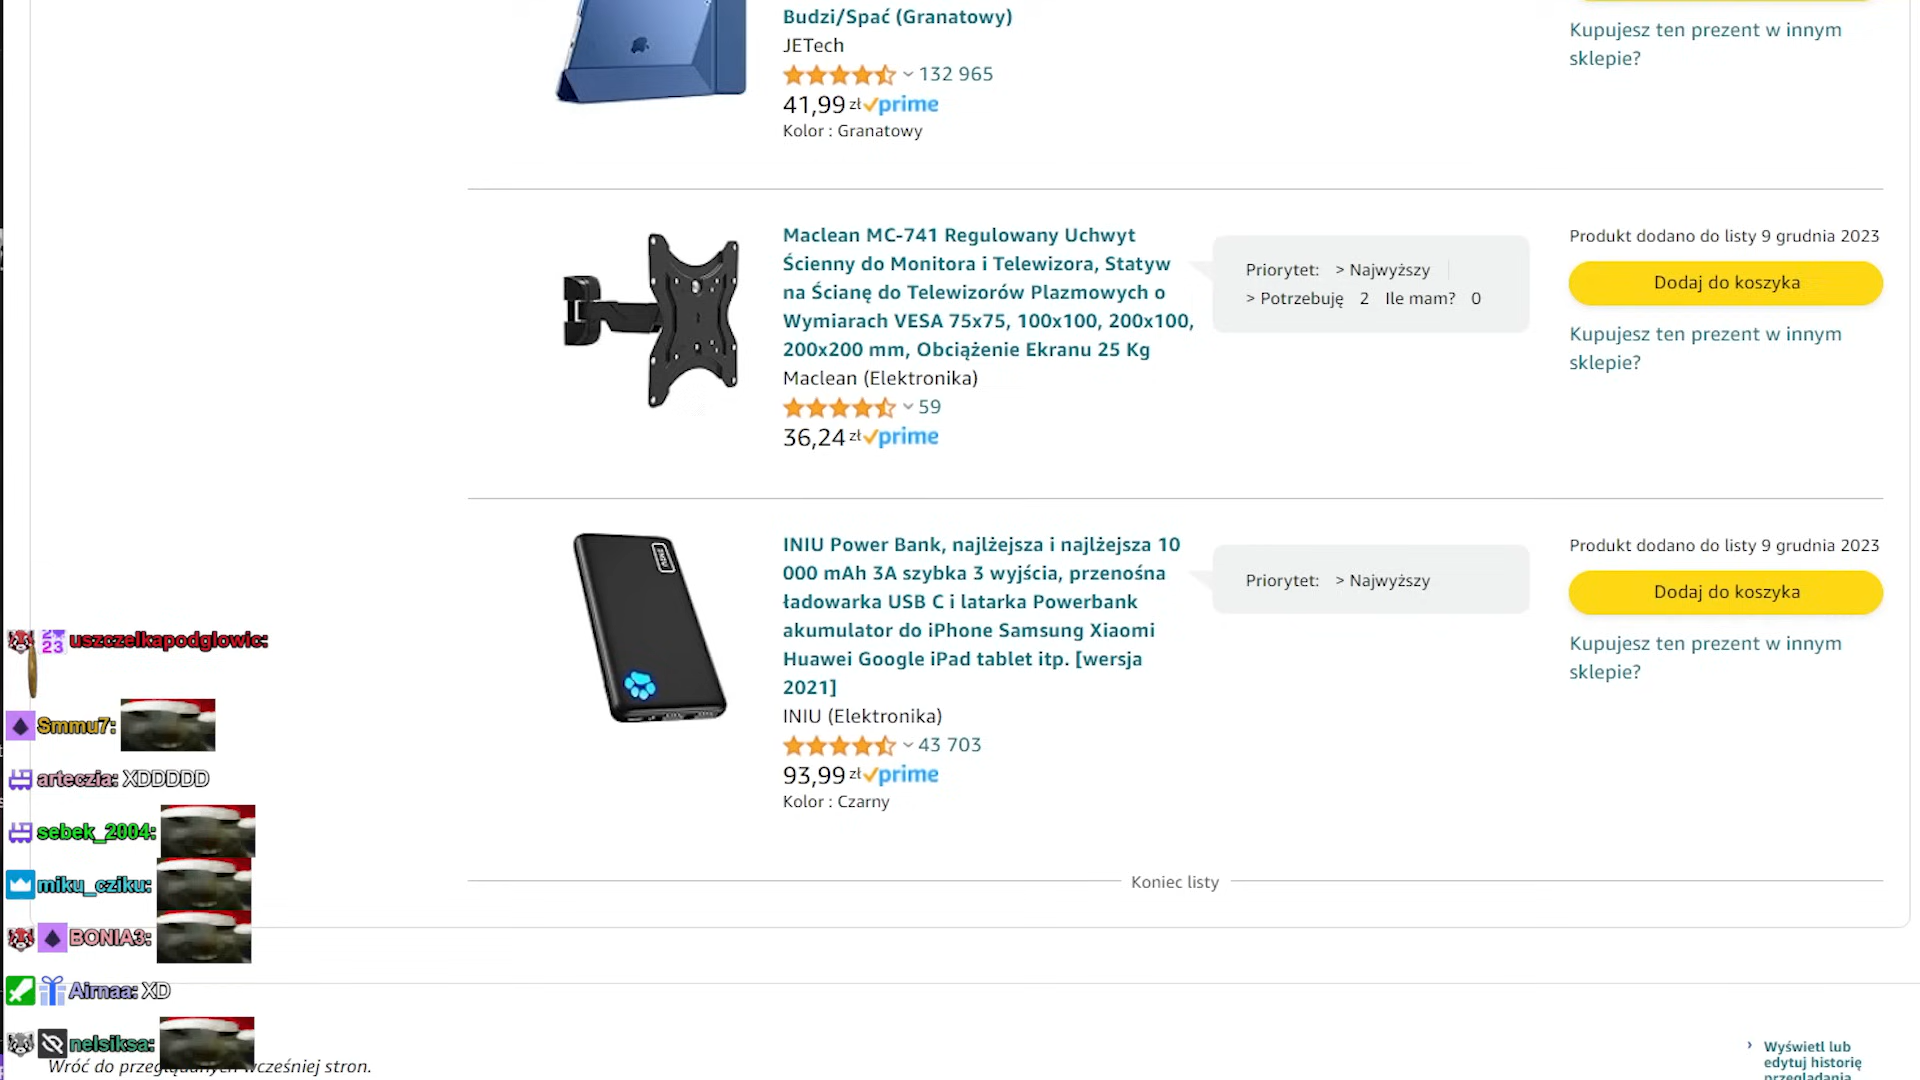 Budzi/Spać (Granatowy)
JETech
132 965
41,99 zł prime
Kolor : Granatowy
Kupujesz ten prezent w innym
sklepie?
Maclean MC-741 Regulowany Uchwyt
Ścienny do Monitora i Telewizora, Statyw
na Ścianę do Telewizorów Plazmowych o
Wymiarach VESA 75x75, 100x100, 200x100,
200x200 mm, Obciążenie Ekranu 25 Kg
Maclean (Elektronika)
59
36,24 zł prime
Priorytet: > Najwyższy
> Potrzebuję 2 Ile mam? 0
Produkt dodano do listy 9 grudnia 2023
Dodaj do koszyka
Kupujesz ten prezent w innym
sklepie?
INIU Power Bank, najlżejsza i najlżejsza 10
000 mAh 3A szybka 3 wyjścia, przenośna
ładowarka USB C i latarka Powerbank
akumulator do iPhone Samsung Xiaomi
Huawei Google iPad tablet itp. [wersja
2021]
INIU (Elektronika)
43 703
93,99 zł prime
Kolor : Czarny
Priorytet: > Najwyższy
Produkt dodano do listy 9 grudnia 2023
Dodaj do koszyka
Kupujesz ten prezent w innym
sklepie?
Koniec listy
uszczelkapodglowic:
Smmu7:
arteczia: XDDDDD
sebek_2004:
miku_cziku:
BONIA3:
Airnaa: XD
nelsiksa:
Wróć do przeglądanych wcześniej stron.
› Wyświetl lub
edytuj historię
przeglądania